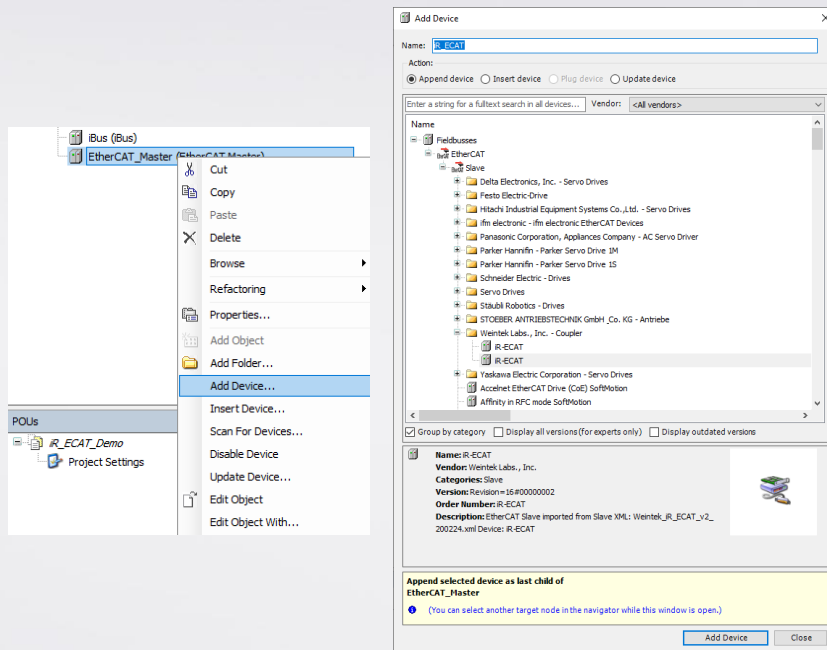 iBus (iBus)
EtherCAT_Master (EtherCAT Master)
Cut
Copy
Paste
Delete
Browse
Refactoring
Properties...
Add Object
Add Folder...
Add Device...
Insert Device...
Scan For Devices...
Disable Device
Update Device...
Edit Object
Edit Object With...
POUs
iR_ECAT_Demo
Project Settings
Add Device
Name: iR_ECAT
Action:
Append device Insert device Plug device Update device
Enter a string for a fulltext search in all devices... Vendor: <All vendors>
Name
Fieldbusses
EtherCAT
Slave
Delta Electronics, Inc. - Servo Drives
Festo Electric-Drive
Hitachi Industrial Equipment Systems Co.,Ltd. - Servo Drives
ifm electronic - ifm electronic EtherCAT Devices
Panasonic Corporation, Appliances Company - AC Servo Driver
Parker Hannifin - Parker Servo Drive 1M
Parker Hannifin - Parker Servo Drive 1S
Schneider Electric - Drives
Servo Drives
Stäubli Robotics - Drives
STOEBER ANTRIEBSTECHNIK GmbH _Co. KG - Antriebe
Weintek Labs., Inc. - Coupler
iR-ECAT
iR-ECAT
Yaskawa Electric Corporation - Servo Drives
Accelnet EtherCAT Drive (CoE) SoftMotion
Affinity in RFC mode SoftMotion
Group by category Display all versions (for experts only) Display outdated versions
Name: iR-ECAT
Vendor: Weintek Labs., Inc.
Categories: Slave
Version: Revision=16#00000002
Order Number: iR-ECAT
Description: EtherCAT Slave imported from Slave XML: Weintek_iR_ECAT_v2_
200224.xml Device: iR-ECAT
Append selected device as last child of
EtherCAT_Master
(You can select another target node in the navigator while this window is open.)
Add Device Close